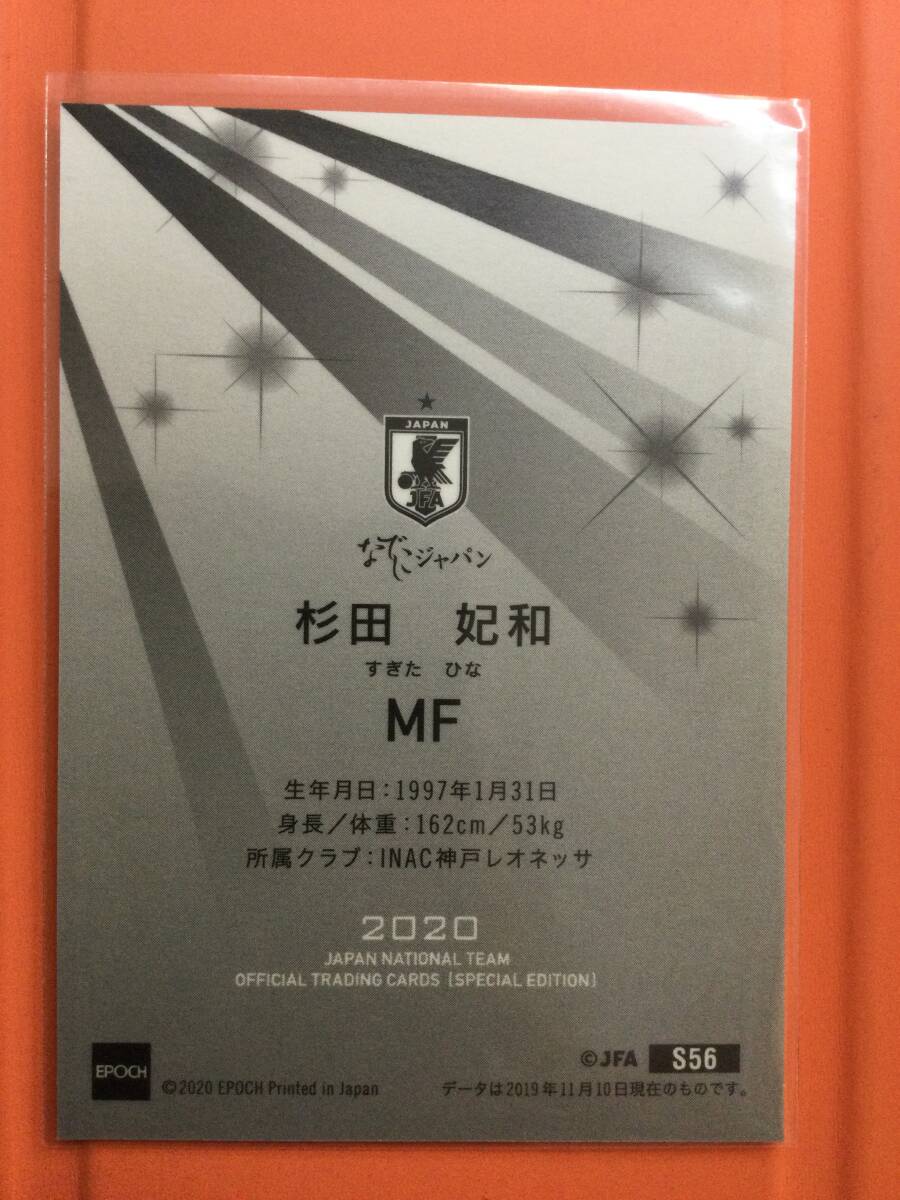 JAPAN
JFA
なでしこジャパン
杉田 妃和
すぎた ひな
MF
生年月日：1997年1月31日
身長／体重：162cm／53kg
所属クラブ：INAC神戸レオネッサ
2020
JAPAN NATIONAL TEAM
OFFICIAL TRADING CARDS [SPECIAL EDITION]
©JFA S56
EPOCH ©2020 EPOCH Printed in Japan データは2019年11月10日現在のものです。